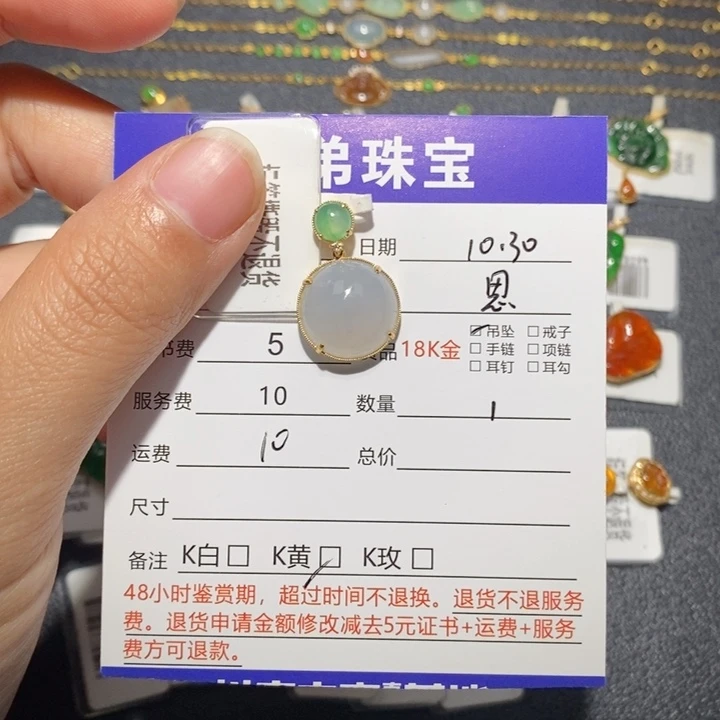 弟珠宝
日期 10.30
恩
书费 5
品 18K金 吊坠 戒子
手链 项链
耳钉 耳勾
服务费 10 数量 1
运费 10 总价
尺寸
备注 K白 K黄 K玫
48小时鉴赏期，超过时间不退换。退货不退服务
费。退货申请金额修改减去5元证书+运费+服务
费方可退款。